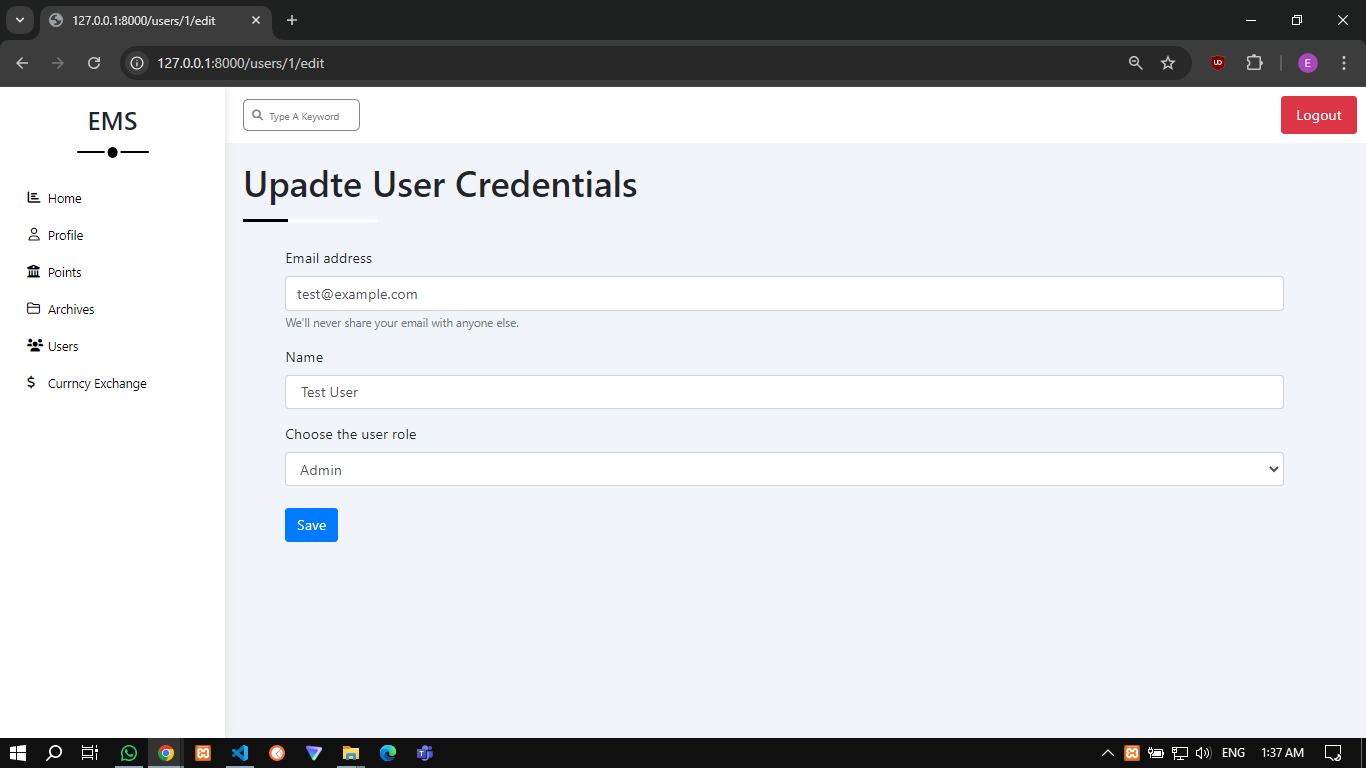 127.0.0.1:8000/users/1/edit
127.0.0.1:8000/users/1/edit
E
EMS
Type A Keyword
Logout
Home
Profile
Points
Archives
Users
Currncy Exchange
Upadte User Credentials
Email address
test@example.com
We'll never share your email with anyone else.
Name
Test User
Choose the user role
Admin
Save
ENG
1:37 AM